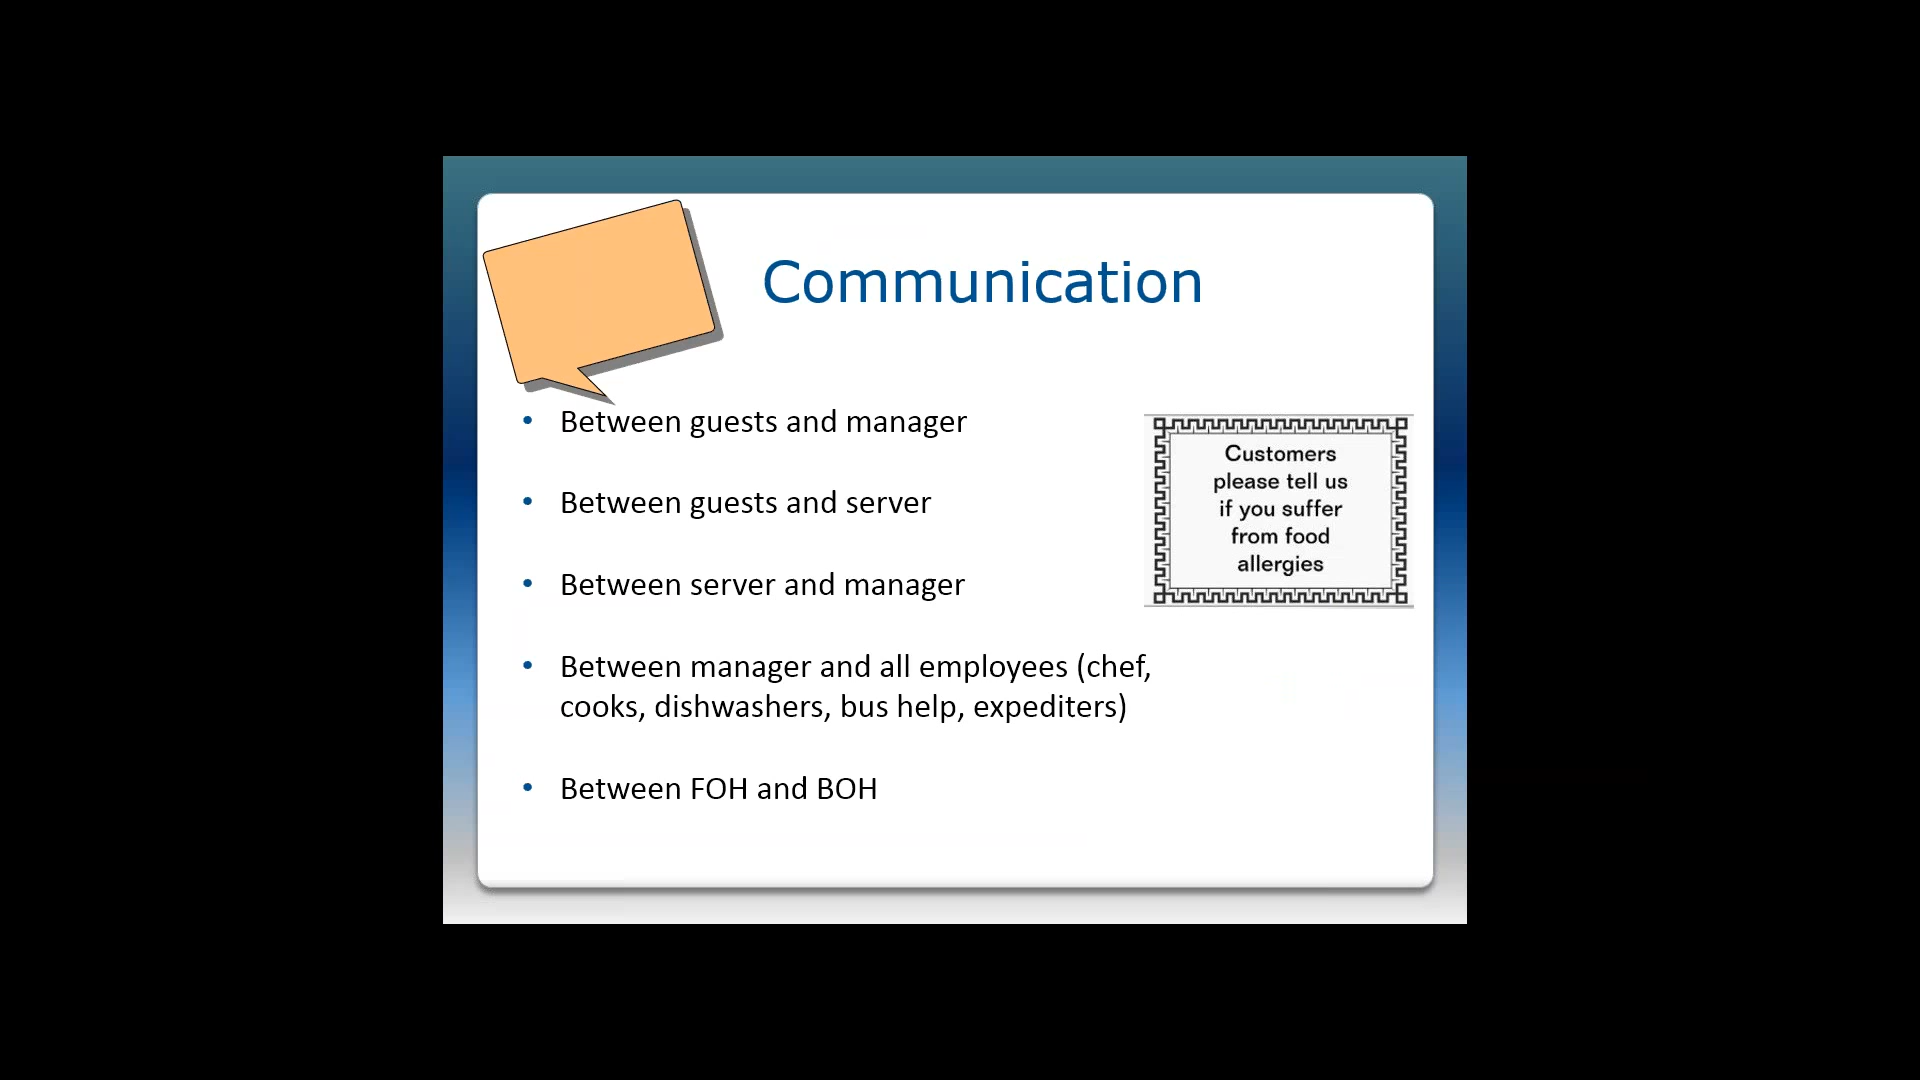 Communication
• Between guests and manager
• Between guests and server
• Between server and manager
• Between manager and all employees (chef,
cooks, dishwashers, bus help, expediters)
• Between FOH and BOH
Customers
please tell us
if you suffer
from food
allergies